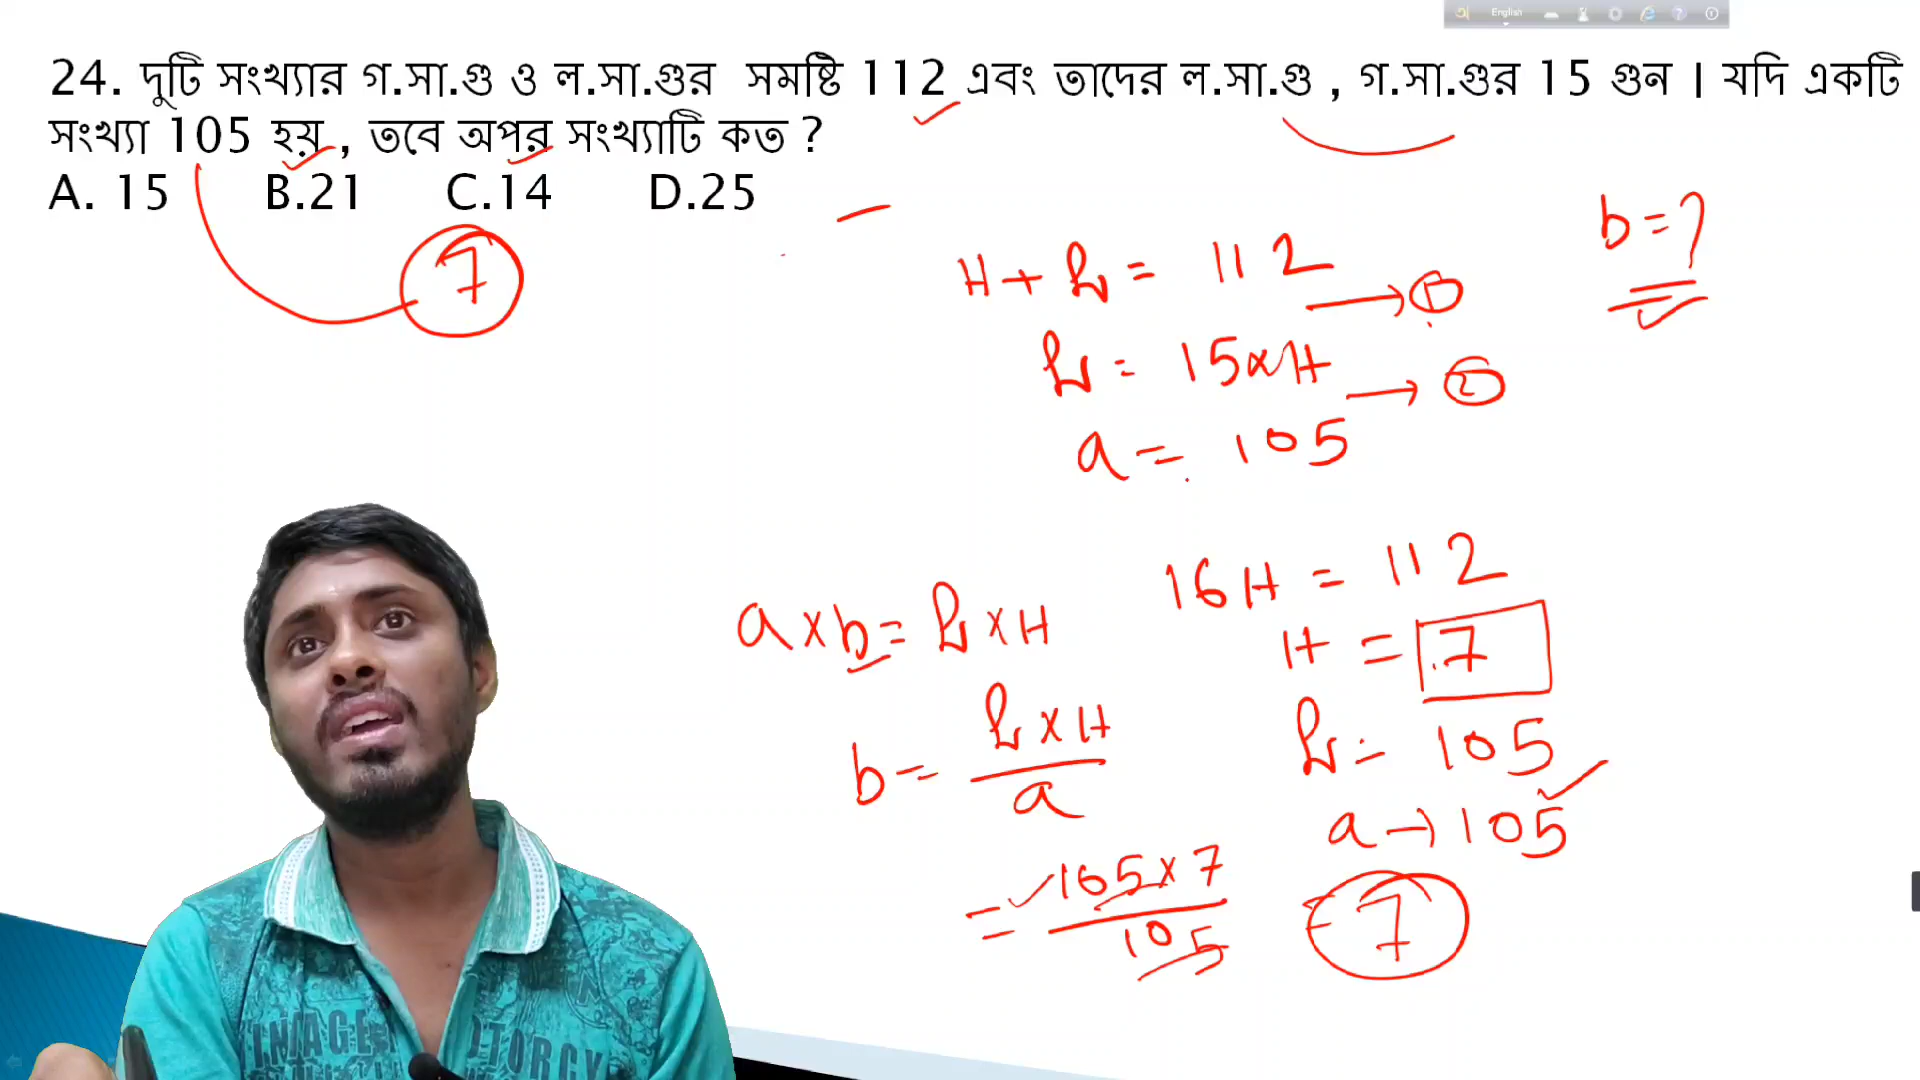 English
24. দুটি সংখ্যার গ.সা.গু ও ল.সা.গুর সমষ্টি 112 এবং তাদের ল.সা.গু , গ.সা.গুর 15 গুন | যদি একটি
সংখ্যা 105 হয় , তবে অপর সংখ্যাটি কত ?
A. 15 B.21 C.14 D.25
7
b = ?
H + L = 112 → 1
L = 15×H → 2
a = 105
16H = 112
H = 7
L = 105
a → 105
a×b = L×H
b = L×H / a
= 105×7 / 105 = 7